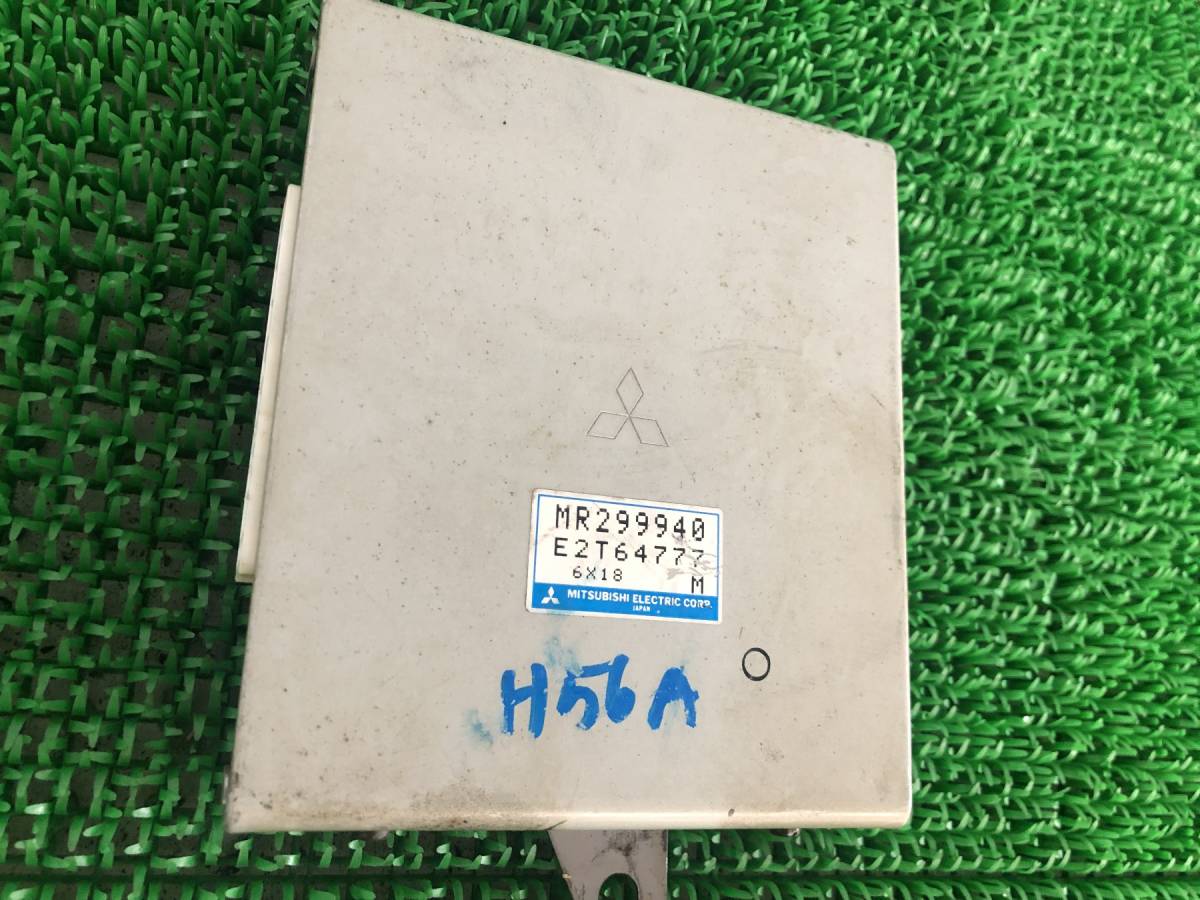 MR299940
E2T64777
6X18 M
MITSUBISHI ELECTRIC CORP.
JAPAN
H56A